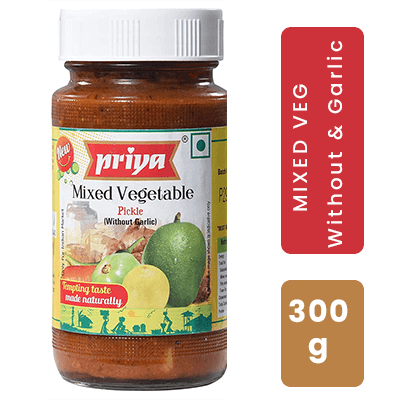 New
priya
Mixed Vegetable
Pickle
(Without Garlic)
Tempting taste
made naturally
MIXED VEG
Without & Garlic
300
g